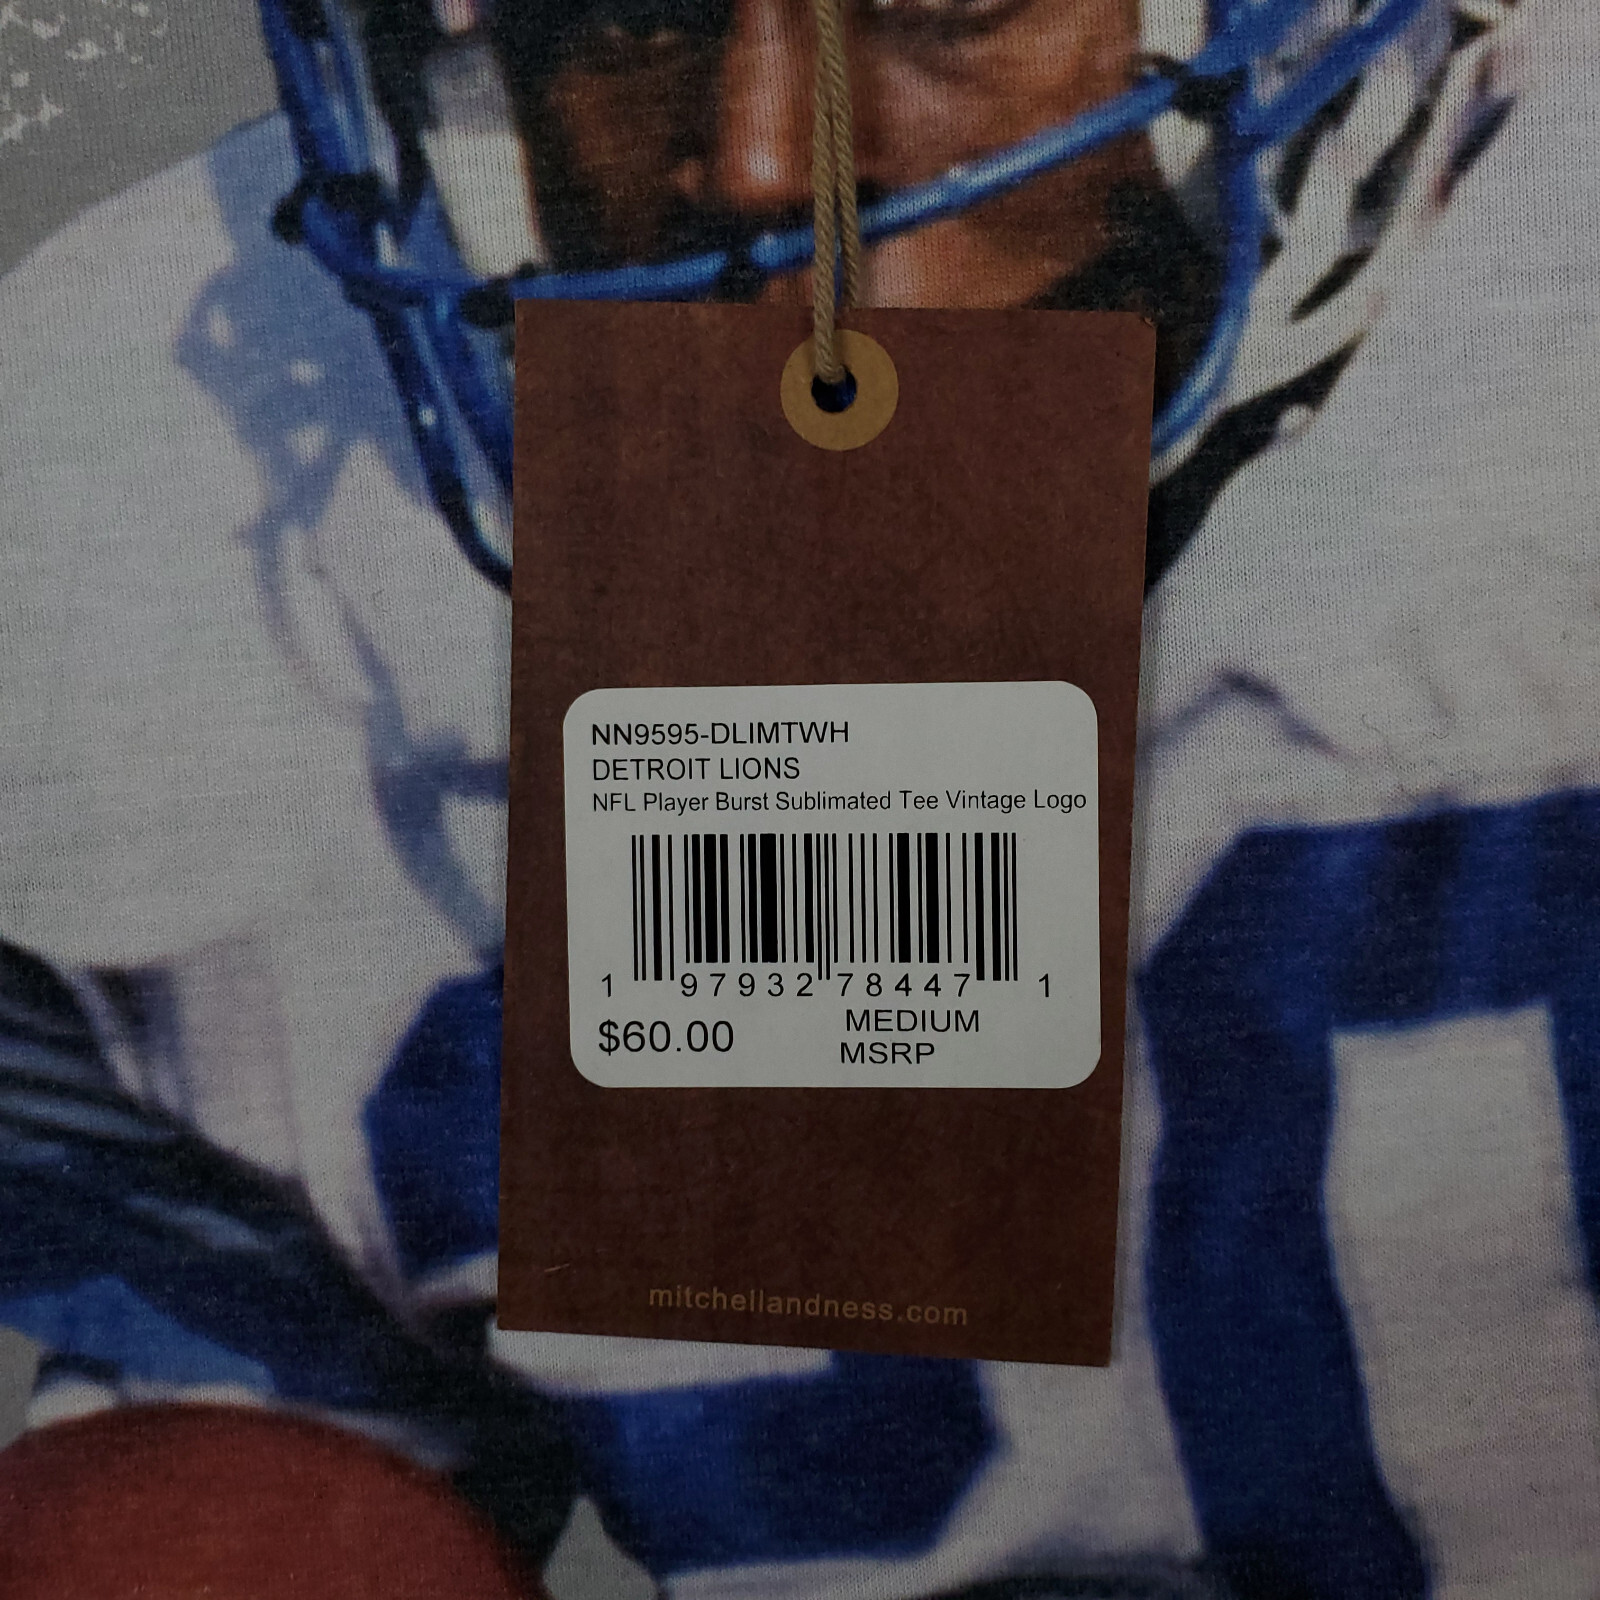 NN9595-DLIMTWH
DETROIT LIONS
NFL Player Burst Sublimated Tee Vintage Logo
1 97932 78447 1
$60.00 MEDIUM
MSRP
mitchellandness.com